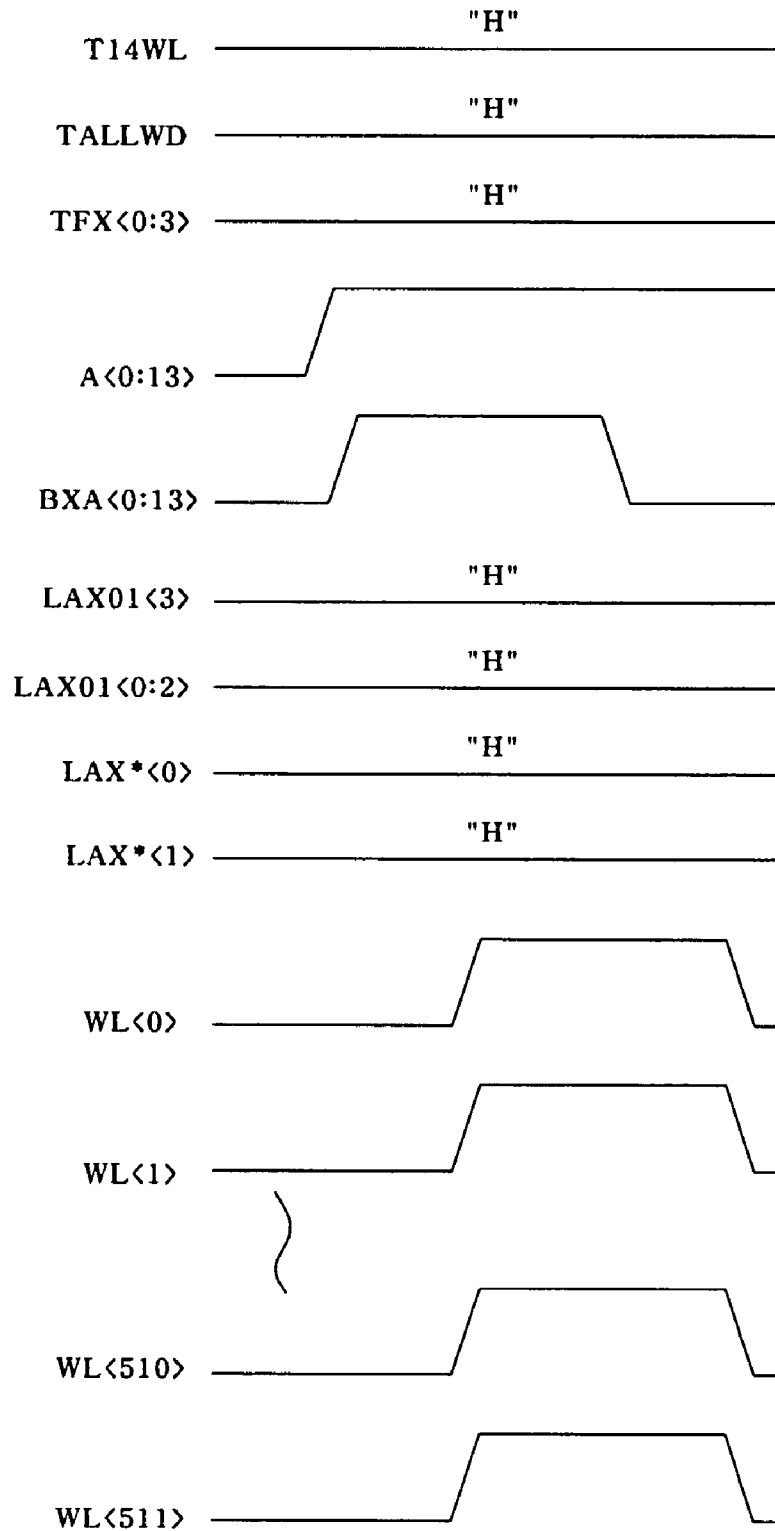 "H"
T14WL
"H"
TALLWD
"H"
TFX<0:3>
A<0:13>
BXA<0:13>
"H"
LAX01<3>
"H"
LAX01<0:2>
"H"
LAX*<0>
"H"
LAX*<1>
WL<0>
WL<1>
WL<510>
WL<511>